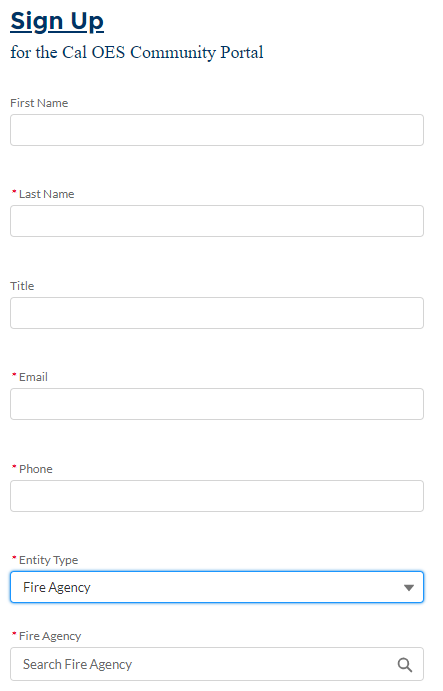 Sign Up
for the Cal OES Community Portal
First Name
* Last Name
Title
* Email
* Phone
* Entity Type
Fire Agency
* Fire Agency
Search Fire Agency